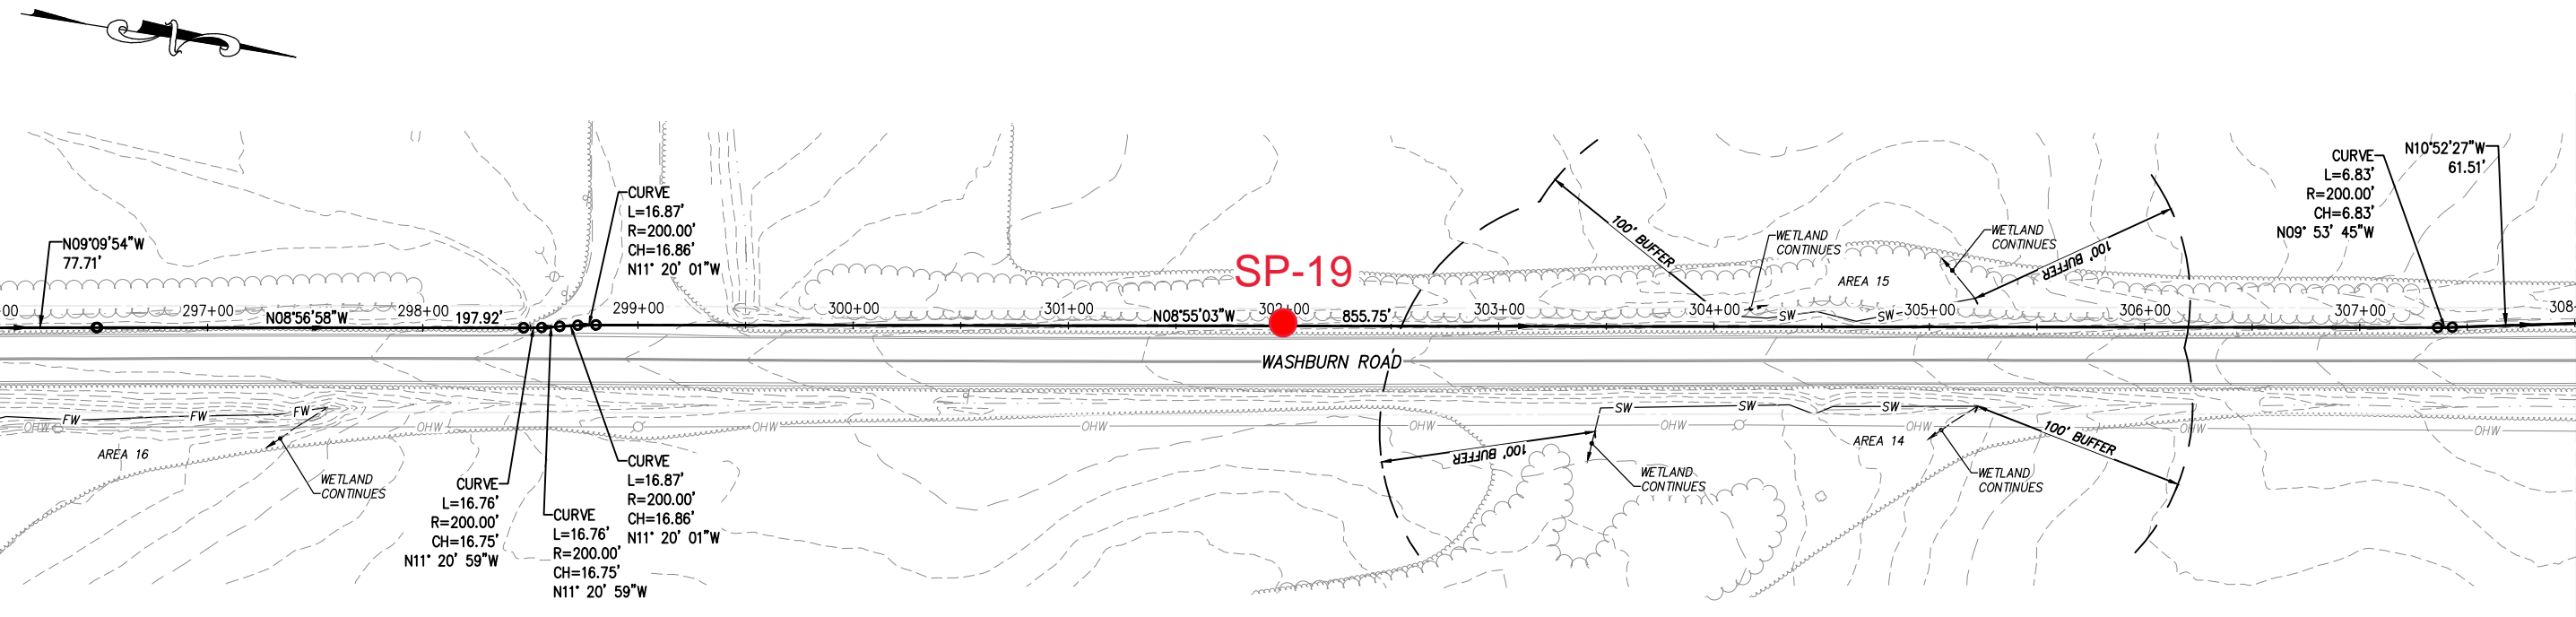 N09°09'54"W
77.71'
CURVE
L=16.87'
R=200.00'
CH=16.86'
N11° 20' 01"W
SP-19
100' BUFFER
WETLAND
CONTINUES
AREA 15
WETLAND
CONTINUES
100' BUFFER
CURVE
L=6.83'
R=200.00'
CH=6.83'
N09° 53' 45"W
N10°52'27"W
61.51'
297+00
298+00
299+00
300+00
301+00
302+00
303+00
304+00
305+00
306+00
307+00
N08°56'58"W 197.92'
N08°55'03"W 855.75'
SW SW
WASHBURN ROAD
FW FW FW
SW SW SW
OHW OHW OHW OHW OHW OHW OHW OHW OHW
AREA 16
WETLAND
CONTINUES
100' BUFFER
AREA 14
100' BUFFER
WETLAND
CONTINUES
WETLAND
CONTINUES
CURVE
L=16.76'
R=200.00'
CH=16.75'
N11° 20' 59"W
CURVE
L=16.76'
R=200.00'
CH=16.75'
N11° 20' 59"W
CURVE
L=16.87'
R=200.00'
CH=16.86'
N11° 20' 01"W